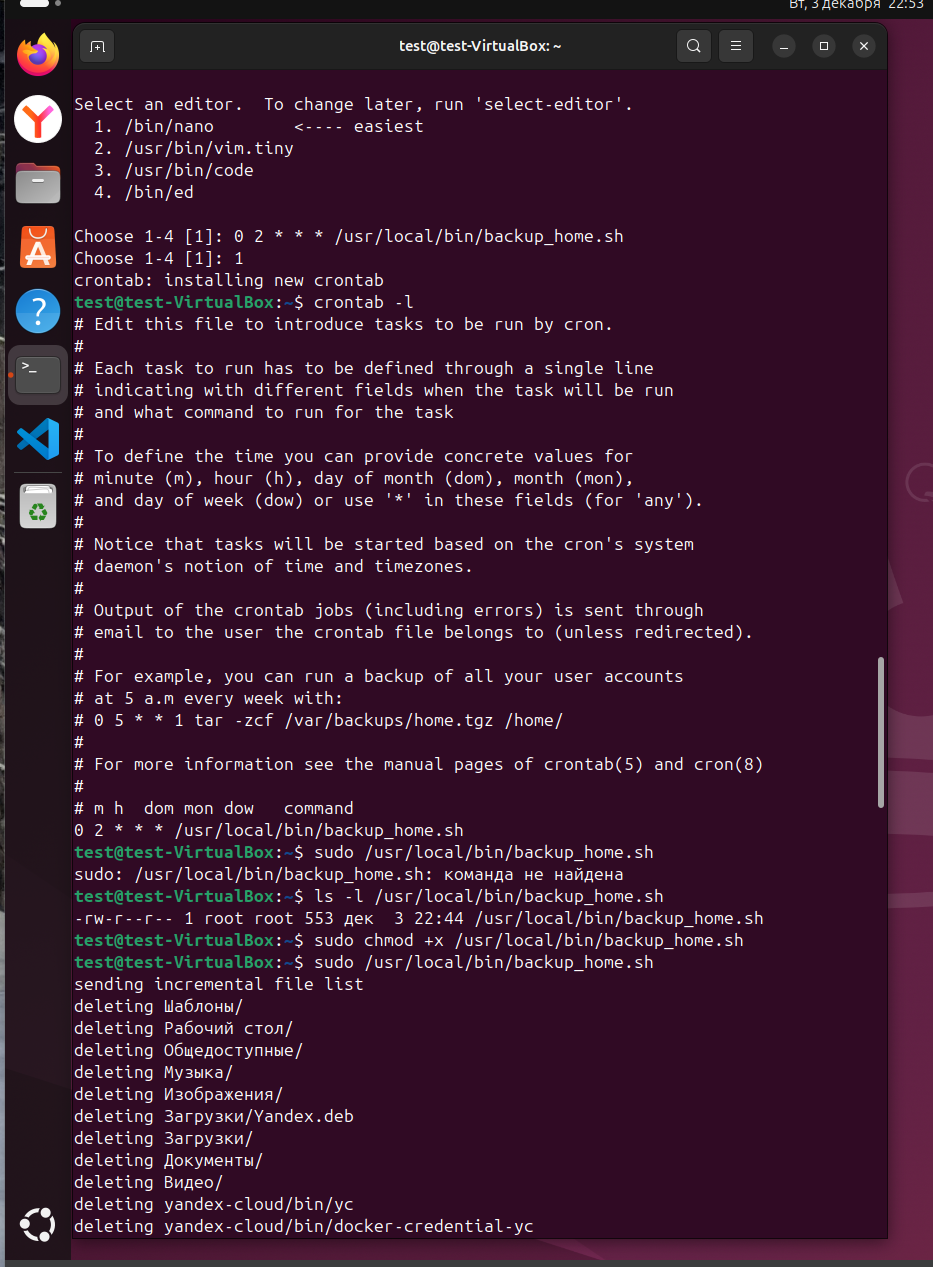 Вт, 3 декабря 22:53
test@test-VirtualBox: ~
Select an editor.  To change later, run 'select-editor'.
  1. /bin/nano        <---- easiest
  2. /usr/bin/vim.tiny
  3. /usr/bin/code
  4. /bin/ed
Choose 1-4 [1]: 0 2 * * * /usr/local/bin/backup_home.sh
Choose 1-4 [1]: 1
crontab: installing new crontab
test@test-VirtualBox:~$ crontab -l
# Edit this file to introduce tasks to be run by cron.
#
# Each task to run has to be defined through a single line
# indicating with different fields when the task will be run
# and what command to run for the task
#
# To define the time you can provide concrete values for
# minute (m), hour (h), day of month (dom), month (mon),
# and day of week (dow) or use '*' in these fields (for 'any').
#
# Notice that tasks will be started based on the cron's system
# daemon's notion of time and timezones.
#
# Output of the crontab jobs (including errors) is sent through
# email to the user the crontab file belongs to (unless redirected).
#
# For example, you can run a backup of all your user accounts
# at 5 a.m every week with:
# 0 5 * * 1 tar -zcf /var/backups/home.tgz /home/
#
# For more information see the manual pages of crontab(5) and cron(8)
#
# m h  dom mon dow   command
0 2 * * * /usr/local/bin/backup_home.sh
test@test-VirtualBox:~$ sudo /usr/local/bin/backup_home.sh
sudo: /usr/local/bin/backup_home.sh: команда не найдена
test@test-VirtualBox:~$ ls -l /usr/local/bin/backup_home.sh
-rw-r--r-- 1 root root 553 дек  3 22:44 /usr/local/bin/backup_home.sh
test@test-VirtualBox:~$ sudo chmod +x /usr/local/bin/backup_home.sh
test@test-VirtualBox:~$ sudo /usr/local/bin/backup_home.sh
sending incremental file list
deleting Шаблоны/
deleting Рабочий стол/
deleting Общедоступные/
deleting Музыка/
deleting Изображения/
deleting Загрузки/Yandex.deb
deleting Загрузки/
deleting Документы/
deleting Видео/
deleting yandex-cloud/bin/yc
deleting yandex-cloud/bin/docker-credential-yc